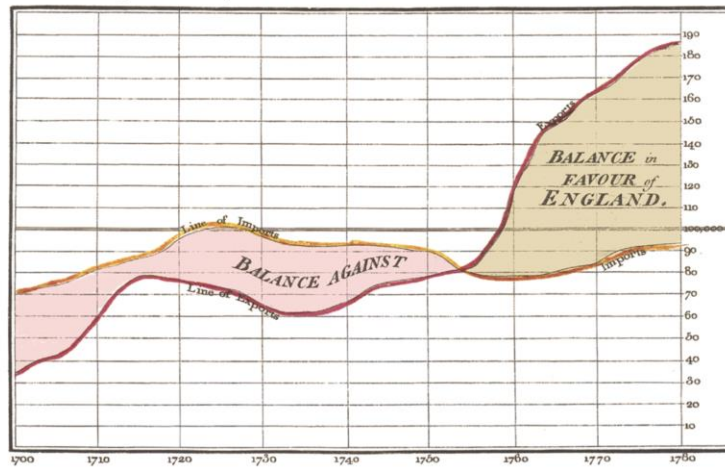 190
180
170
160
150
140
130
120
110
100,000
90
80
70
60
50
40
30
20
10
Line of Imports
BALANCE AGAINST
Line of Exports
Exports
BALANCE in
FAVOUR of
ENGLAND.
Imports
1700 1710 1720 1730 1740 1750 1760 1770 1780